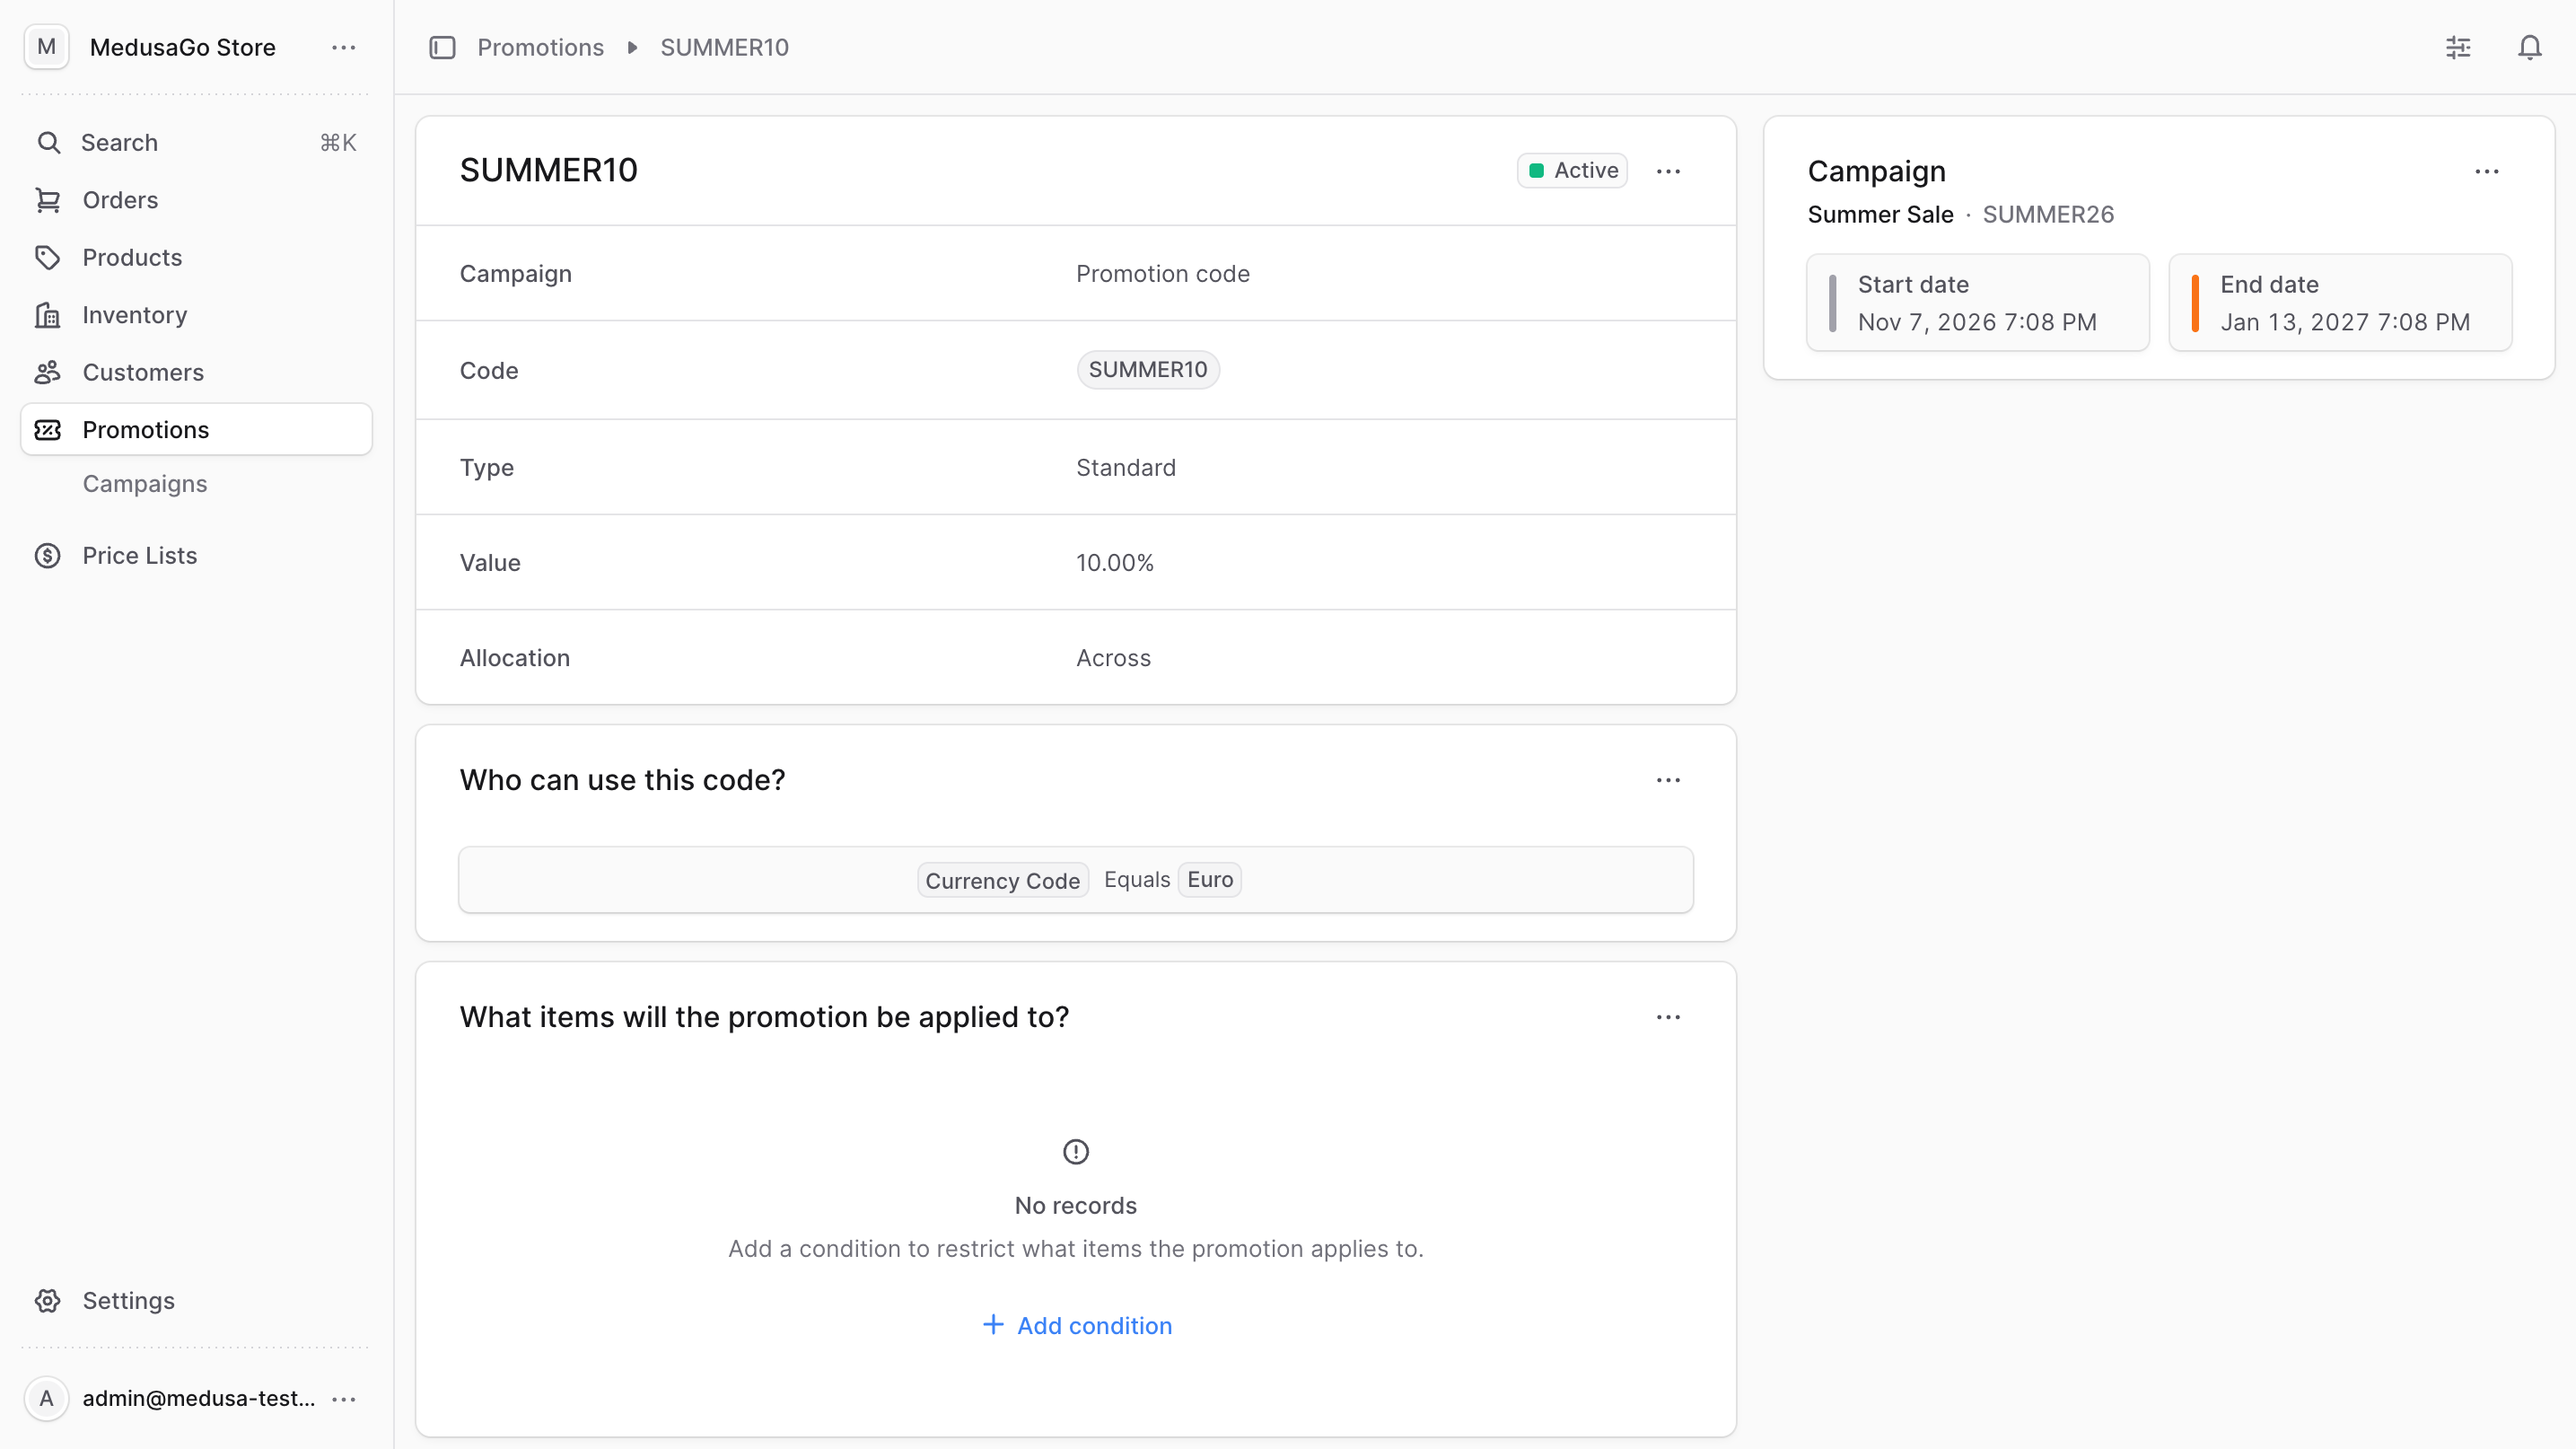 M MedusaGo Store
Search ⌘K
Orders
Products
Inventory
Customers
Promotions
Campaigns
Price Lists
Settings
A admin@medusa-test...
Promotions SUMMER10
SUMMER10 Active
Campaign Promotion code
Code SUMMER10
Type Standard
Value 10.00%
Allocation Across
Who can use this code?
Currency Code Equals Euro
What items will the promotion be applied to?
No records
Add a condition to restrict what items the promotion applies to.
Add condition
Campaign
Summer Sale · SUMMER26
Start date
Nov 7, 2026 7:08 PM
End date
Jan 13, 2027 7:08 PM